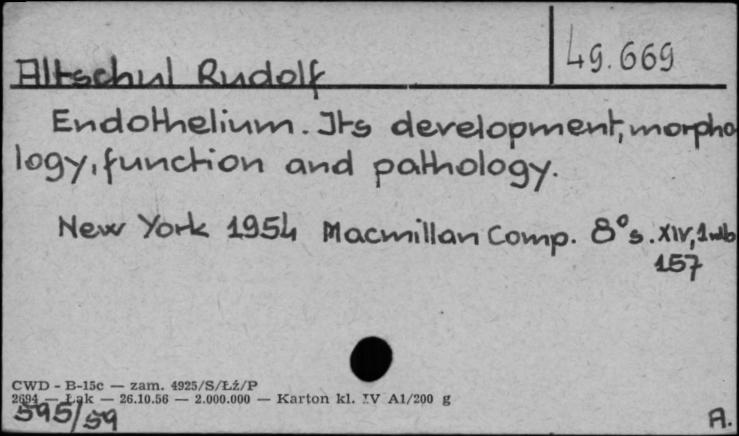 49.669
Altschul Rudolf
Endothelium. Its development, morpho
logy, function and pathology.
New York 1954 Macmillan Comp. 8° s. XIV, 1 nlb
157
CWD - B-15c — zam. 4925/S/Łź/P
2694 — Łąk — 26.10.56 — 2.000.000 — Karton kl. IV A1/200 g
595/59
A.